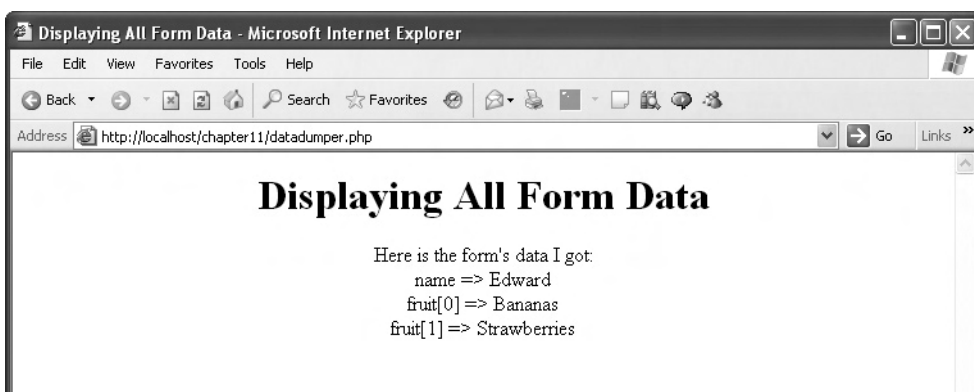 Displaying All Form Data - Microsoft Internet Explorer
File Edit View Favorites Tools Help
Back Search Favorites
Address http://localhost/chapter11/datadumper.php Go Links »
Displaying All Form Data
Here is the form's data I got:
name => Edward
fruit[0] => Bananas
fruit[1] => Strawberries